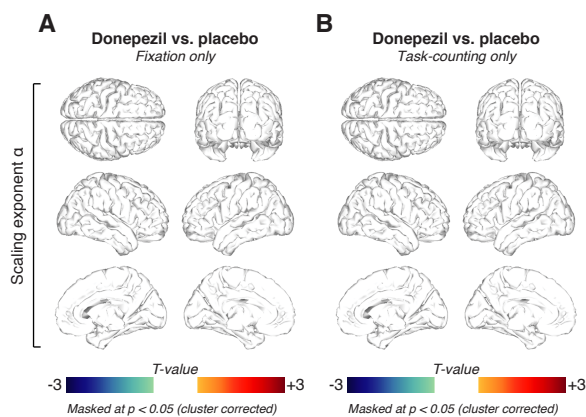 A
Donepezil vs. placebo
Fixation only
B
Donepezil vs. placebo
Task-counting only
Scaling exponent α
T-value
-3
+3
Masked at p < 0.05 (cluster corrected)
T-value
-3
+3
Masked at p < 0.05 (cluster corrected)